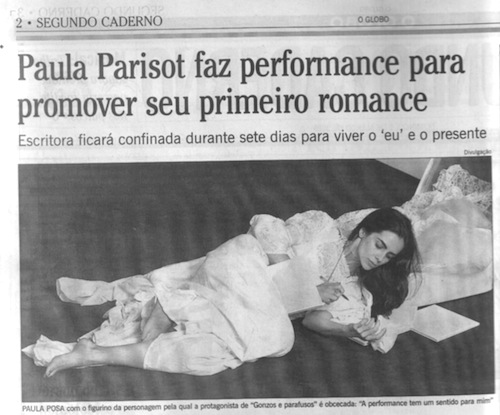 2 • SEGUNDO CADERNO
O GLOBO
Paula Parisot faz performance para
promover seu primeiro romance
Escritora ficará confinada durante sete dias para viver o ‘eu’ e o presente
Divulgação
PAULA POSA com o figurino da personagem pela qual a protagonista de “Gonzos e parafusos” é obcecada: “A performance tem um sentido para mim”